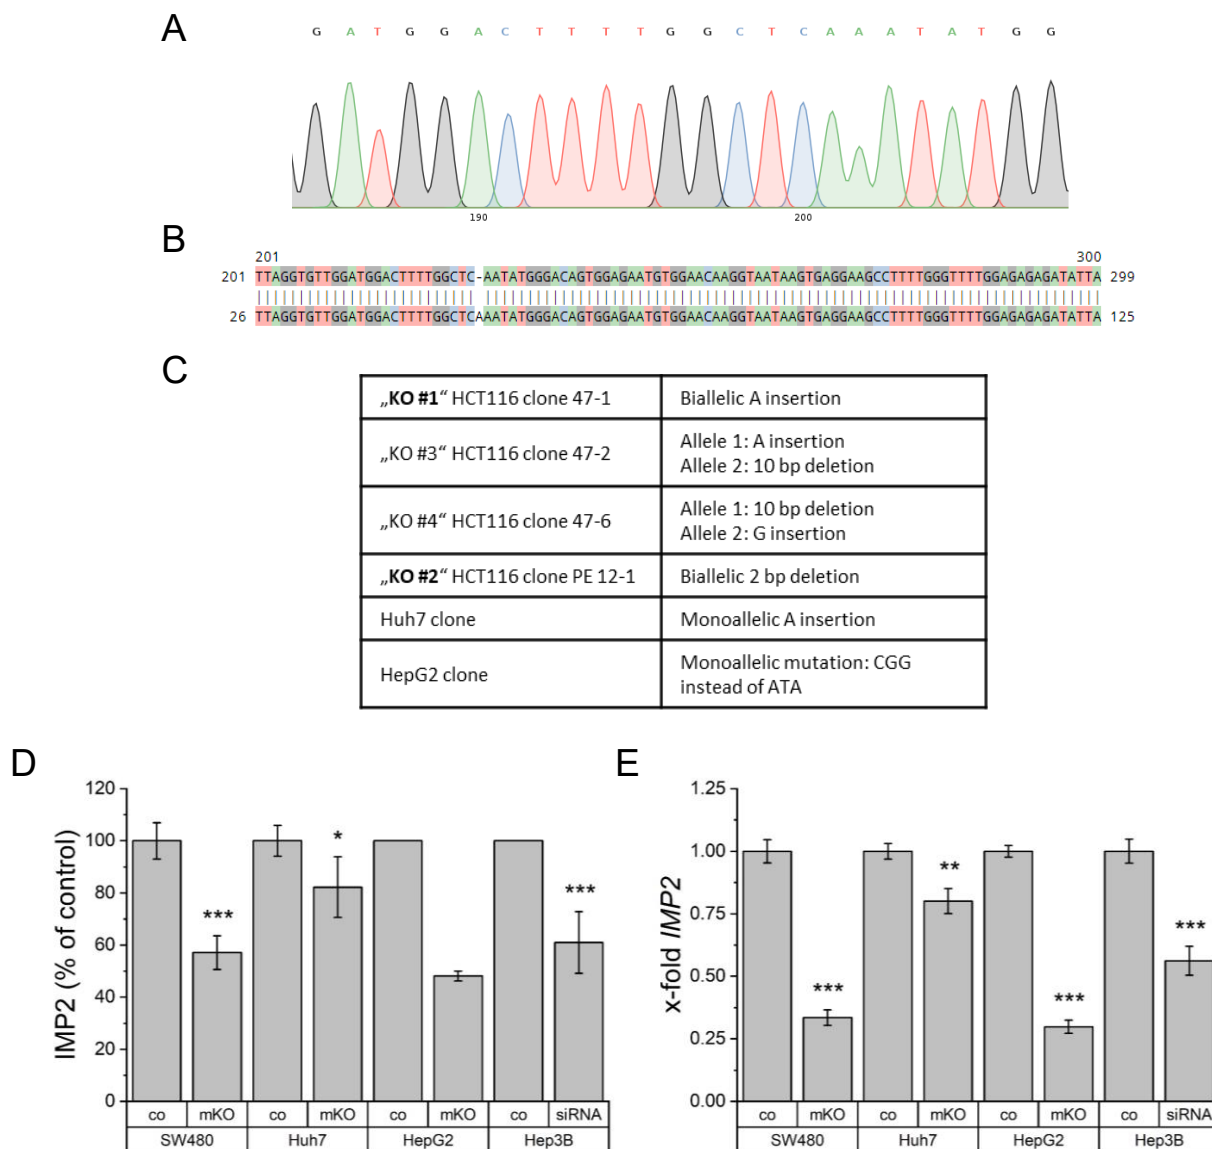 A
G A T G G A C T T T T G G C T C A A A T A T G G
190 200
B
201 300
201 TTAGGTGTTGGATGGACTTTTGGCTC-AATATGGGACAGTGGAGAATGTGGAACAAGGTAATAAGTGAGGAAGCCTTTTGGGTTTTGGAGAGAGATATTA 299
26 TTAGGTGTTGGATGGACTTTTGGCTCAAATATGGGACAGTGGAGAATGTGGAACAAGGTAATAAGTGAGGAAGCCTTTTGGGTTTTGGAGAGAGATATTA 125
C
„KO #1“ HCT116 clone 47-1 Biallelic A insertion
„KO #3“ HCT116 clone 47-2 Allele 1: A insertion
Allele 2: 10 bp deletion
„KO #4“ HCT116 clone 47-6 Allele 1: 10 bp deletion
Allele 2: G insertion
„KO #2“ HCT116 clone PE 12-1 Biallelic 2 bp deletion
Huh7 clone Monoallelic A insertion
HepG2 clone Monoallelic mutation: CGG
instead of ATA
D
IMP2 (% of control)
120
100
80
60
40
20
0
***
*
***
co mKO co mKO co mKO co siRNA
SW480 Huh7 HepG2 Hep3B
E
x-fold IMP2
1.25
1.00
0.75
0.50
0.25
0.00
***
**
***
***
co mKO co mKO co mKO co siRNA
SW480 Huh7 HepG2 Hep3B